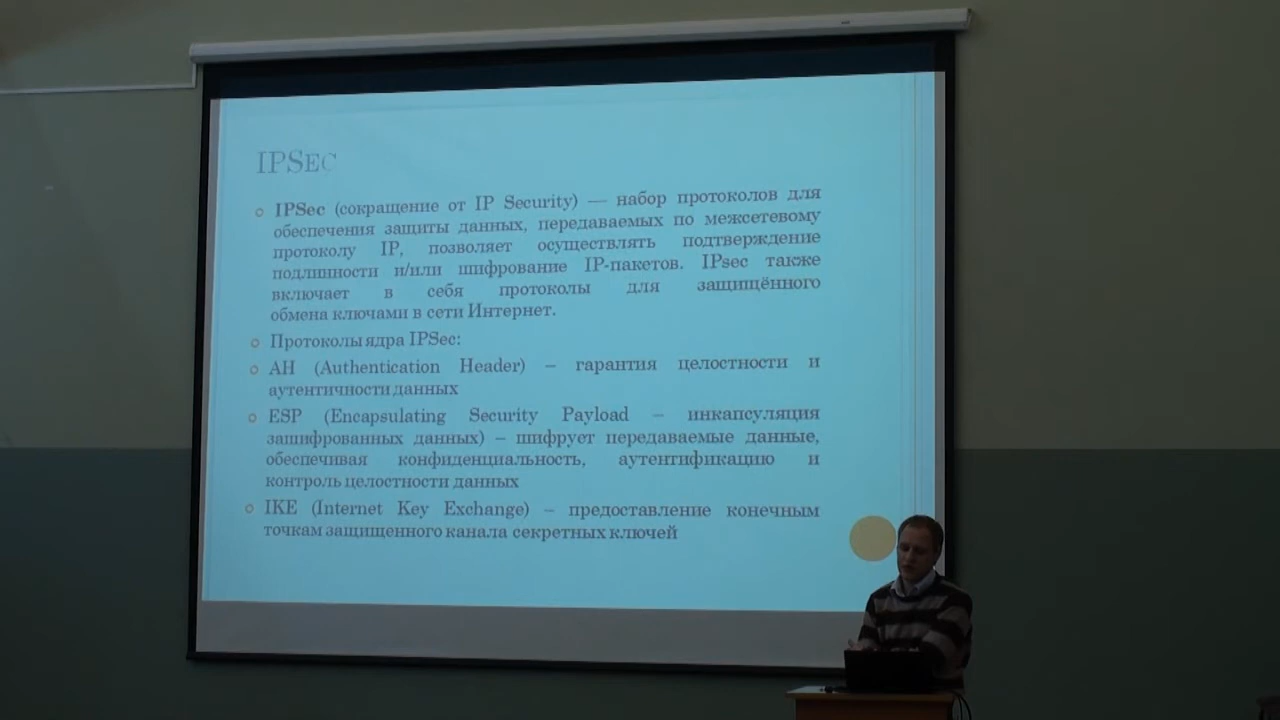 IPSEC
IPSec (сокращение от IP Security) — набор протоколов для
обеспечения защиты данных, передаваемых по межсетевому
протоколу IP, позволяет осуществлять подтверждение
подлинности и/или шифрование IP-пакетов. IPsec также
включает в себя протоколы для защищённого
обмена ключами в сети Интернет.
Протоколы ядра IPSec:
AH (Authentication Header) – гарантия целостности и
аутентичности данных
ESP (Encapsulating Security Payload – инкапсуляция
зашифрованных данных) – шифрует передаваемые данные,
обеспечивая конфиденциальность, аутентификацию и
контроль целостности данных
IKE (Internet Key Exchange) – предоставление конечным
точкам защищенного канала секретных ключей